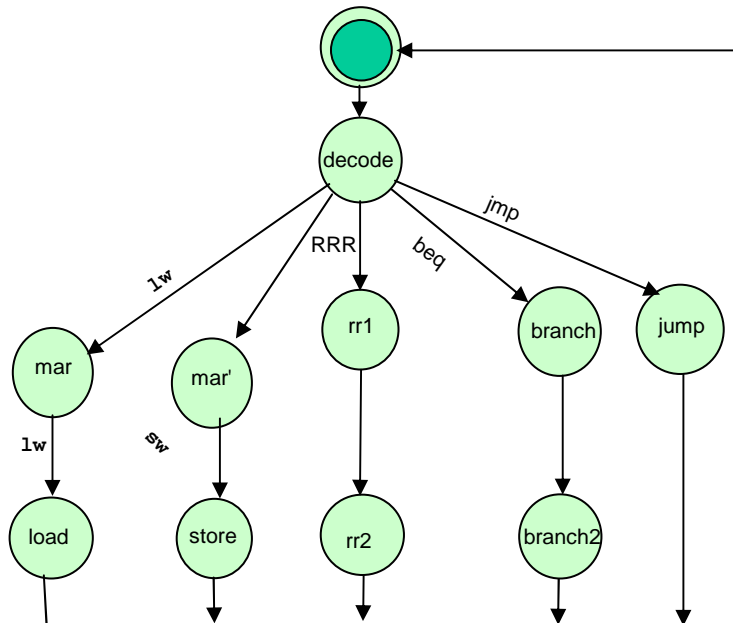 decode
jmp
RRR
beq
lw
rr1
branch
jump
mar
mar'
lw
sw
load
store
rr2
branch2